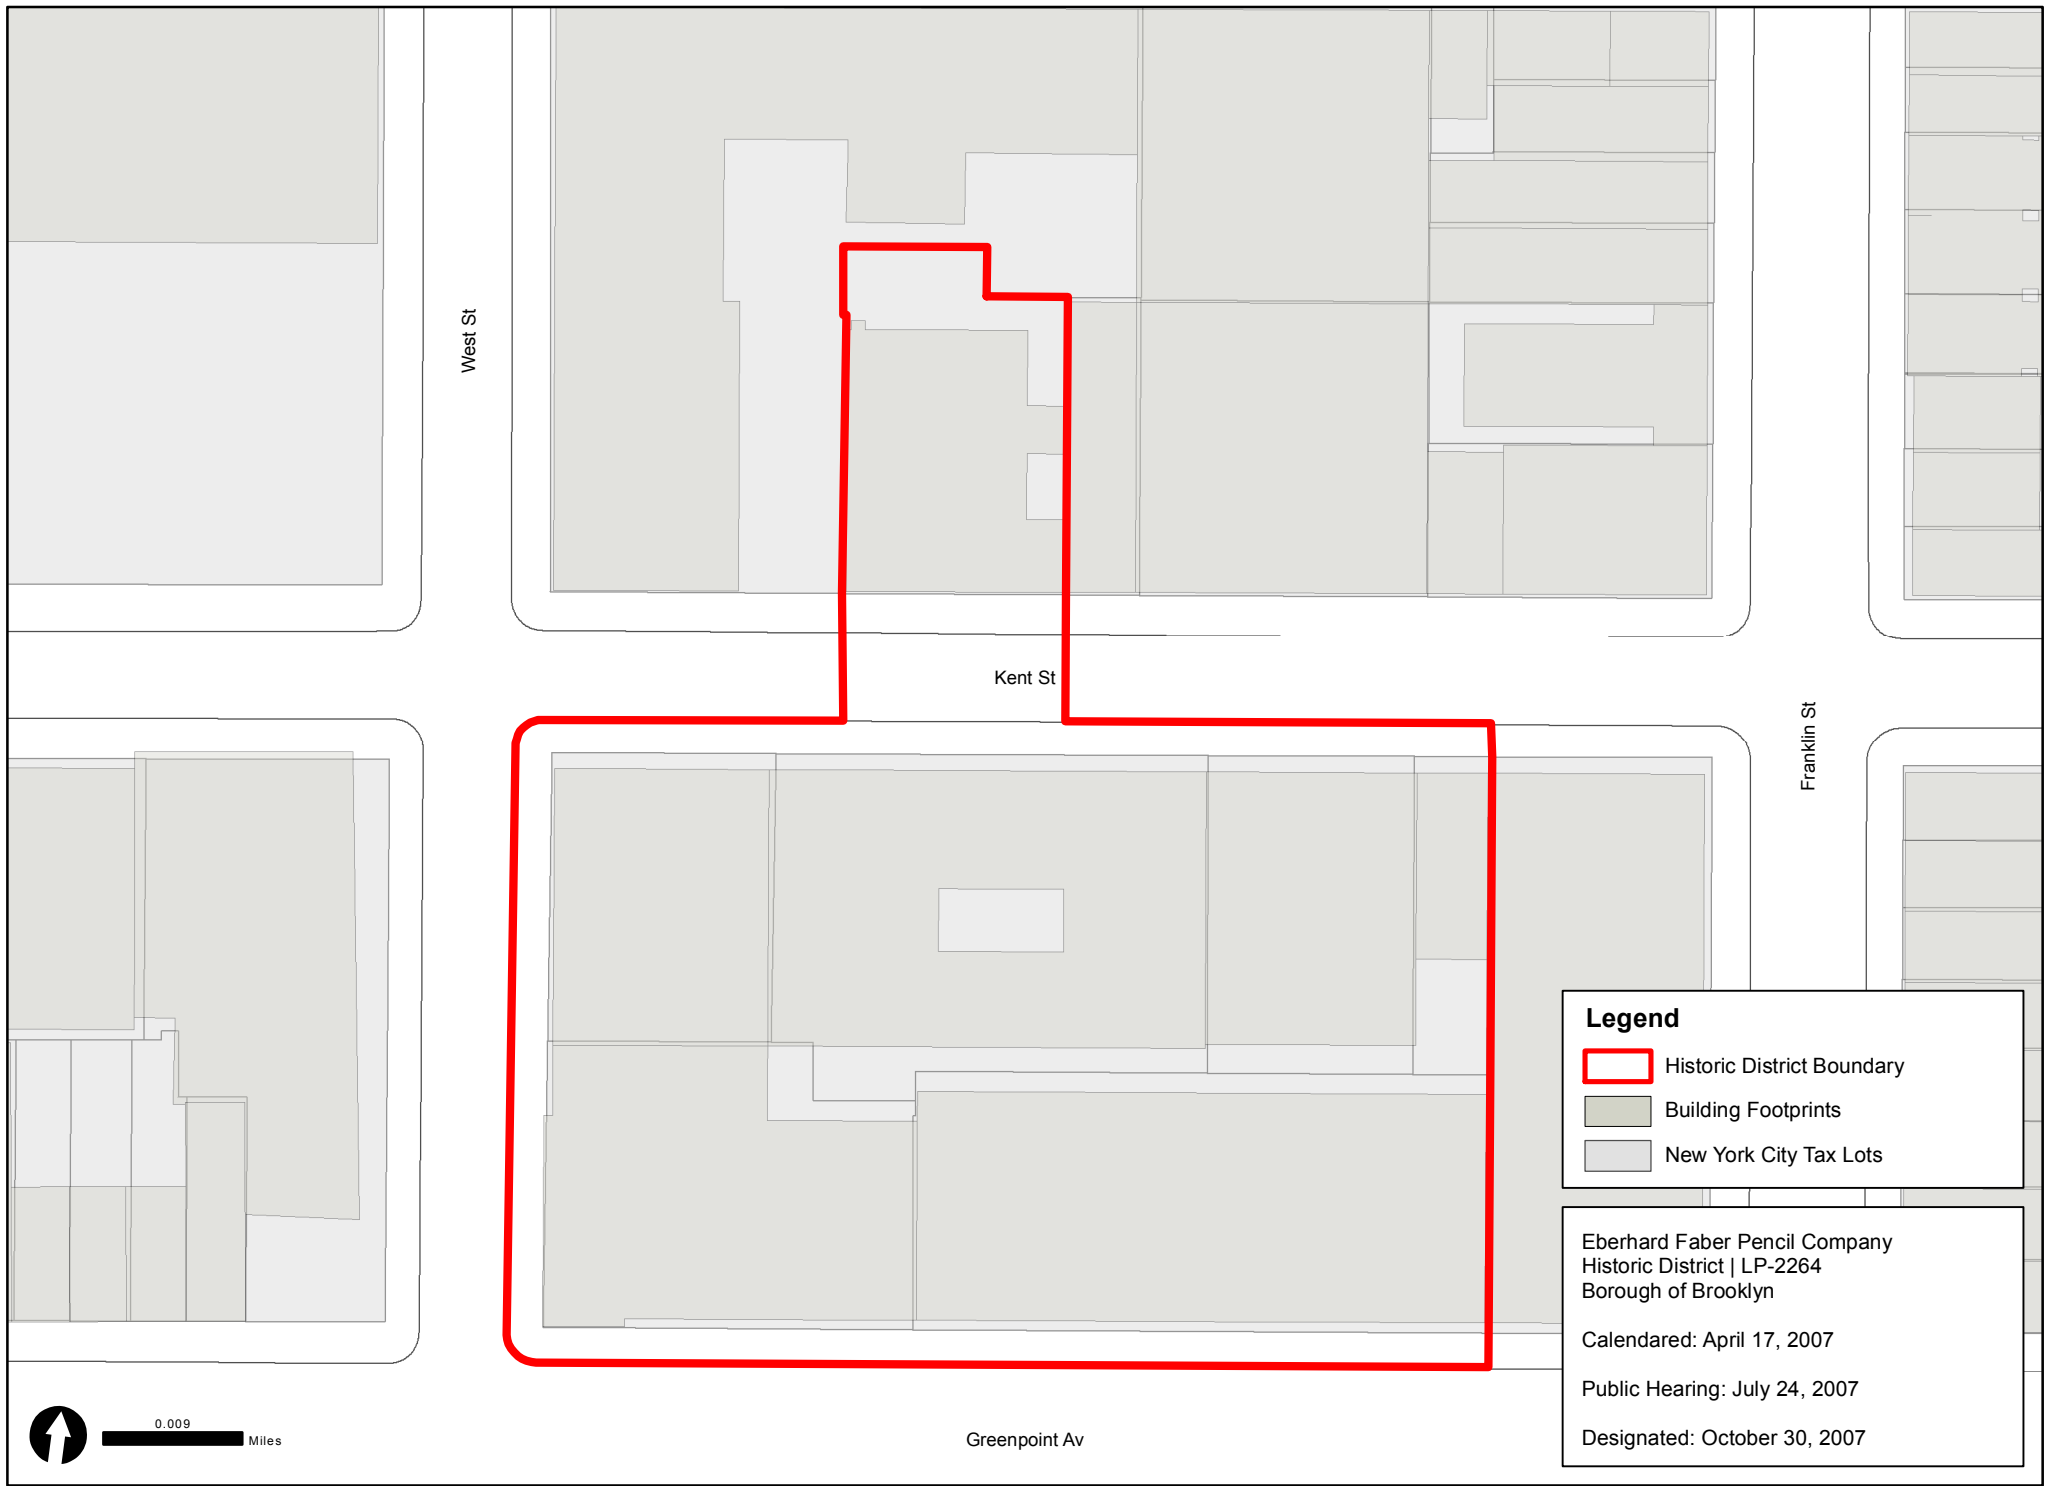 West St
Kent St
Franklin St
Legend
Historic District Boundary
Building Footprints
New York City Tax Lots
Eberhard Faber Pencil Company
Historic District | LP-2264
Borough of Brooklyn
Calendared: April 17, 2007
Public Hearing: July 24, 2007
Designated: October 30, 2007
0.009
Miles
Greenpoint Av